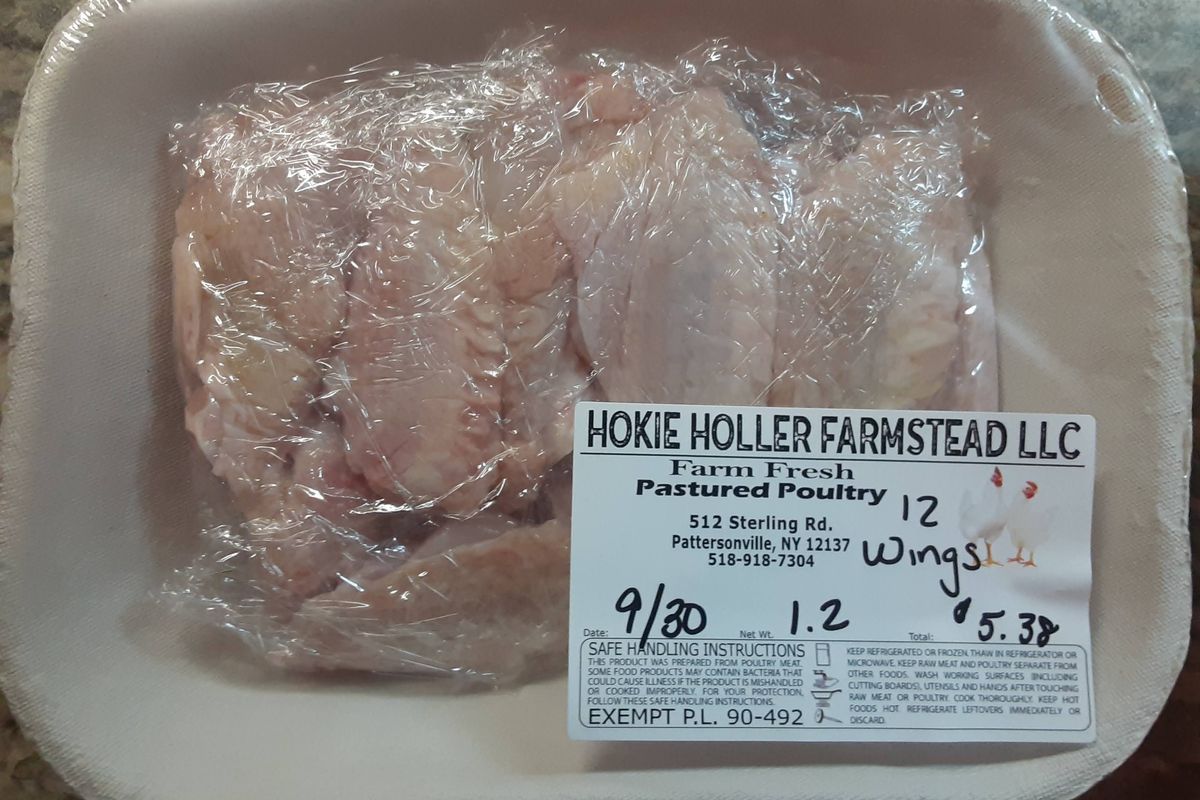 HOKIE HOLLER FARMSTEAD LLC
Farm Fresh
Pastured Poultry
12
Wings
512 Sterling Rd.
Pattersonville, NY 12137
518-918-7304
Date: 9/30 Net Wt. 1.2 Total: $5.38
SAFE HANDLING INSTRUCTIONS
THIS PRODUCT WAS PREPARED FROM POULTRY MEAT.
SOME FOOD PRODUCTS MAY CONTAIN BACTERIA THAT
COULD CAUSE ILLNESS IF THE PRODUCT IS MISHANDLED
OR COOKED IMPROPERLY. FOR YOUR PROTECTION,
FOLLOW THESE SAFE HANDLING INSTRUCTIONS.
EXEMPT P.L. 90-492
KEEP REFRIGERATED OR FROZEN. THAW IN REFRIGERATOR OR
MICROWAVE. KEEP RAW MEAT AND POULTRY SEPARATE FROM
OTHER FOODS. WASH WORKING SURFACES (INCLUDING
CUTTING BOARDS), UTENSILS AND HANDS AFTER TOUCHING
RAW MEAT OR POULTRY. COOK THOROUGHLY. KEEP HOT
FOODS HOT. REFRIGERATE LEFTOVERS IMMEDIATELY OR
DISCARD.